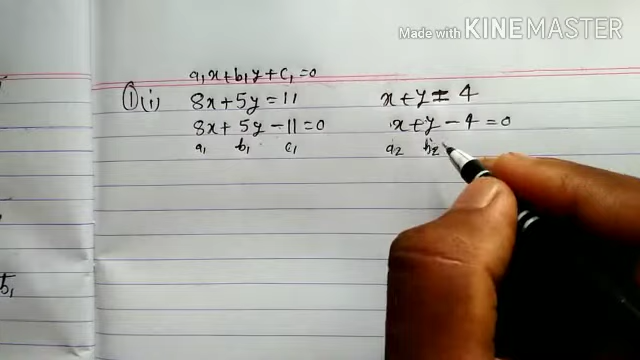 Made with KINEMASTER
a₁x+b₁y+c₁=0
①(i) 8x+5y=11 x+y=4
8x+5y-11=0 x+y-4=0
a₁ b₁ c₁ a₂ b₂
b₁